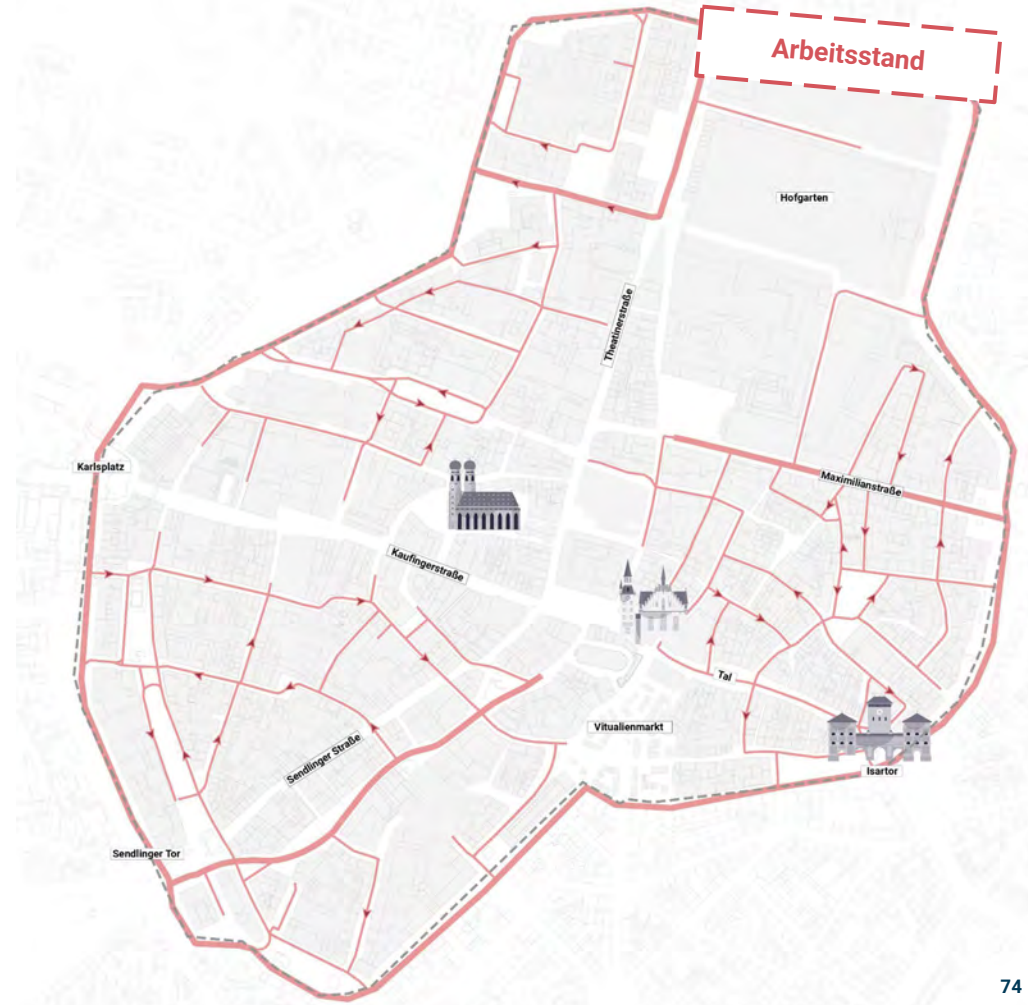 Arbeitsstand
Hofgarten
Theatinerstraße
Karlsplatz
Maximilianstraße
Kaufingerstraße
Tal
Vitualienmarkt
Sendlinger Straße
Isartor
Sendlinger Tor
74